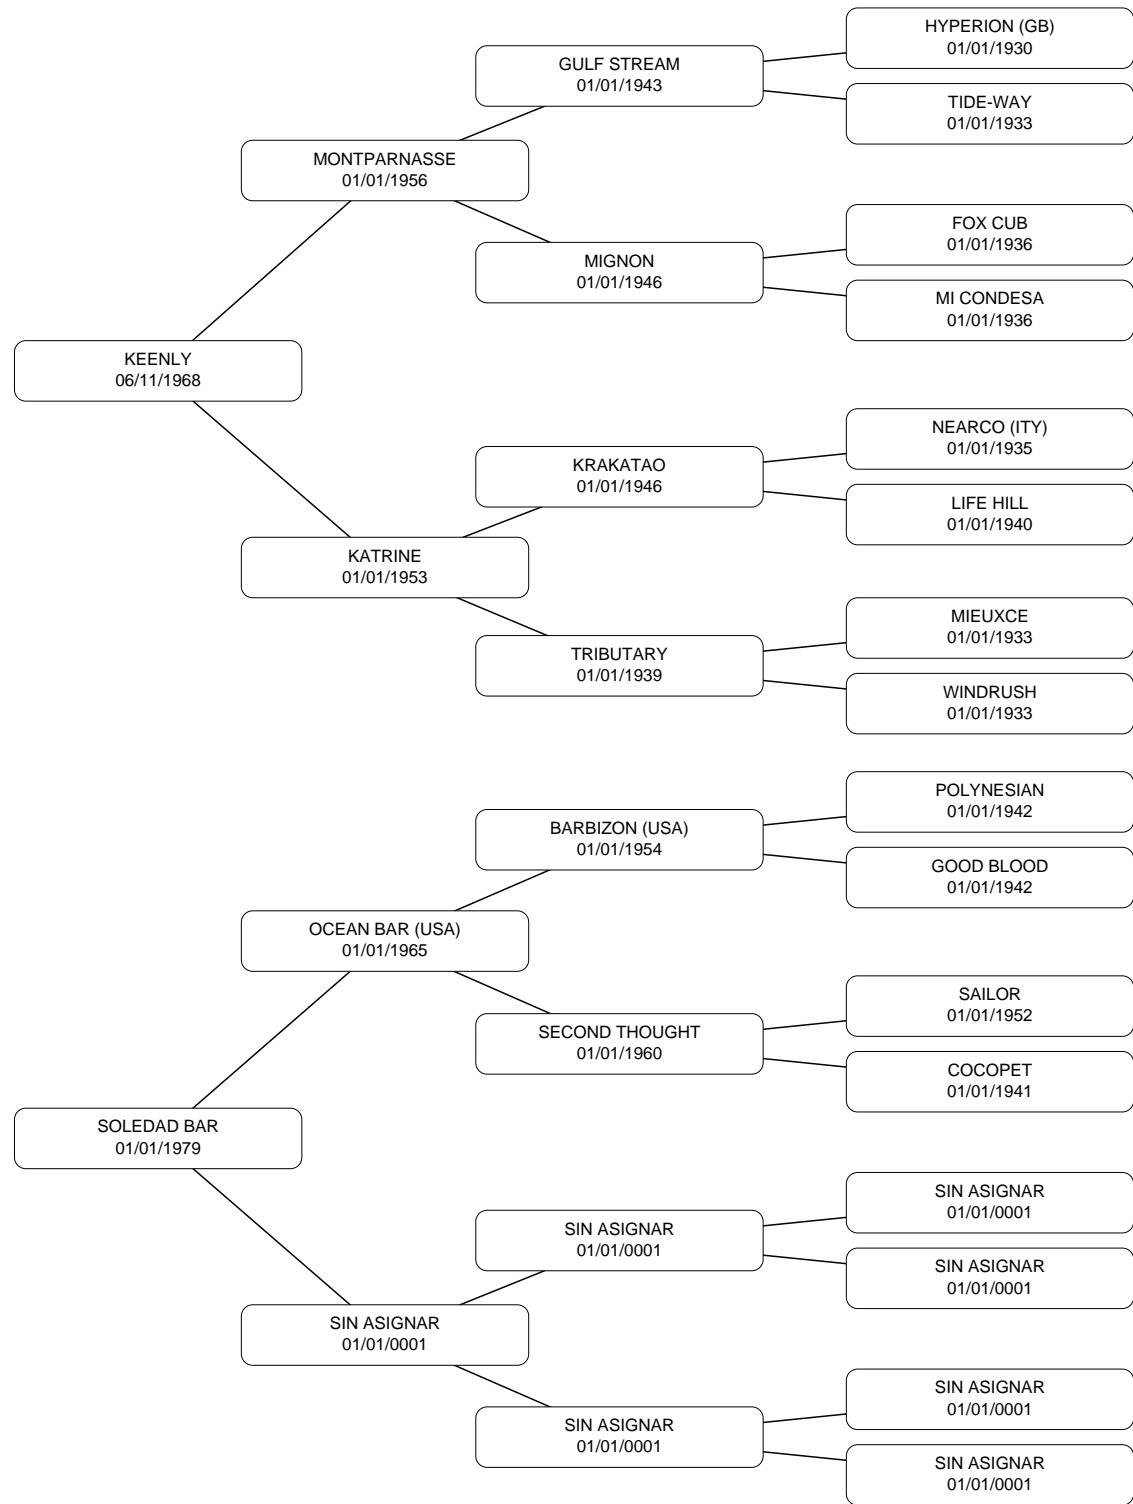 HYPERION (GB)
01/01/1930
GULF STREAM
01/01/1943
TIDE-WAY
01/01/1933
MONTPARNASSE
01/01/1956
FOX CUB
01/01/1936
MIGNON
01/01/1946
MI CONDESA
01/01/1936
KEENLY
06/11/1968
NEARCO (ITY)
01/01/1935
KRAKATAO
01/01/1946
LIFE HILL
01/01/1940
KATRINE
01/01/1953
MIEUXCE
01/01/1933
TRIBUTARY
01/01/1939
WINDRUSH
01/01/1933
POLYNESIAN
01/01/1942
BARBIZON (USA)
01/01/1954
GOOD BLOOD
01/01/1942
OCEAN BAR (USA)
01/01/1965
SAILOR
01/01/1952
SECOND THOUGHT
01/01/1960
COCOPET
01/01/1941
SOLEDAD BAR
01/01/1979
SIN ASIGNAR
01/01/0001
SIN ASIGNAR
01/01/0001
SIN ASIGNAR
01/01/0001
SIN ASIGNAR
01/01/0001
SIN ASIGNAR
01/01/0001
SIN ASIGNAR
01/01/0001
SIN ASIGNAR
01/01/0001